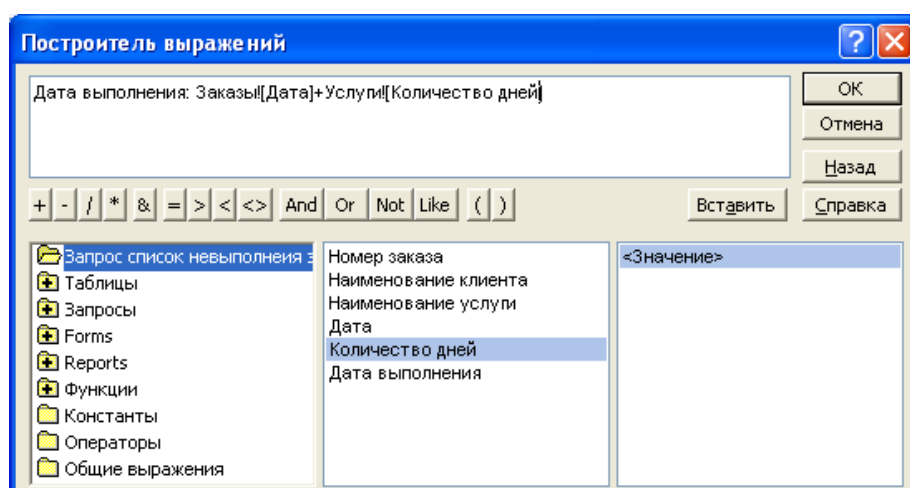 Построитель выражений
Дата выполнения: Заказы![Дата]+Услуги![Количество дней]
ОК
Отмена
Назад
+ - / * & = > < <> And Or Not Like ( ) Вставить Справка
Запрос список невыполнеия з
Таблицы
Запросы
Forms
Reports
Функции
Константы
Операторы
Общие выражения
Номер заказа
Наименование клиента
Наименование услуги
Дата
Количество дней
Дата выполнения
<Значение>